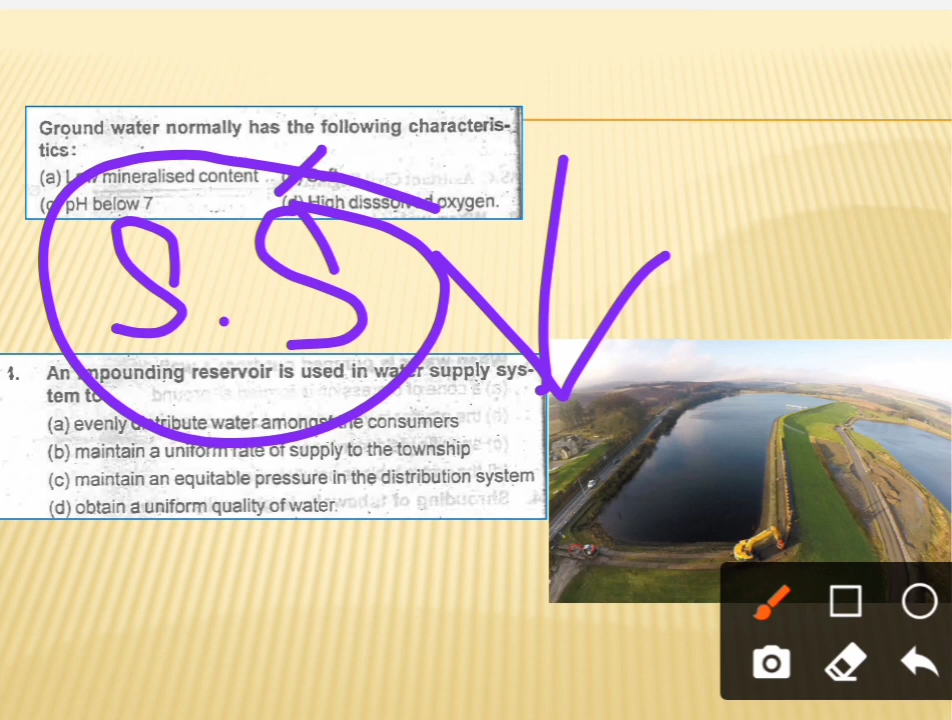 Ground water normally has the following characteris-
tics:
(a) Low mineralised content
(c) pH below 7
(d) High disssolved oxygen.
S.S
1. An impounding reservoir is used in water supply sys-
tem to
(a) evenly distribute water amongst the consumers
(b) maintain a uniform rate of supply to the township
(c) maintain an equitable pressure in the distribution system
(d) obtain a uniform quality of water.